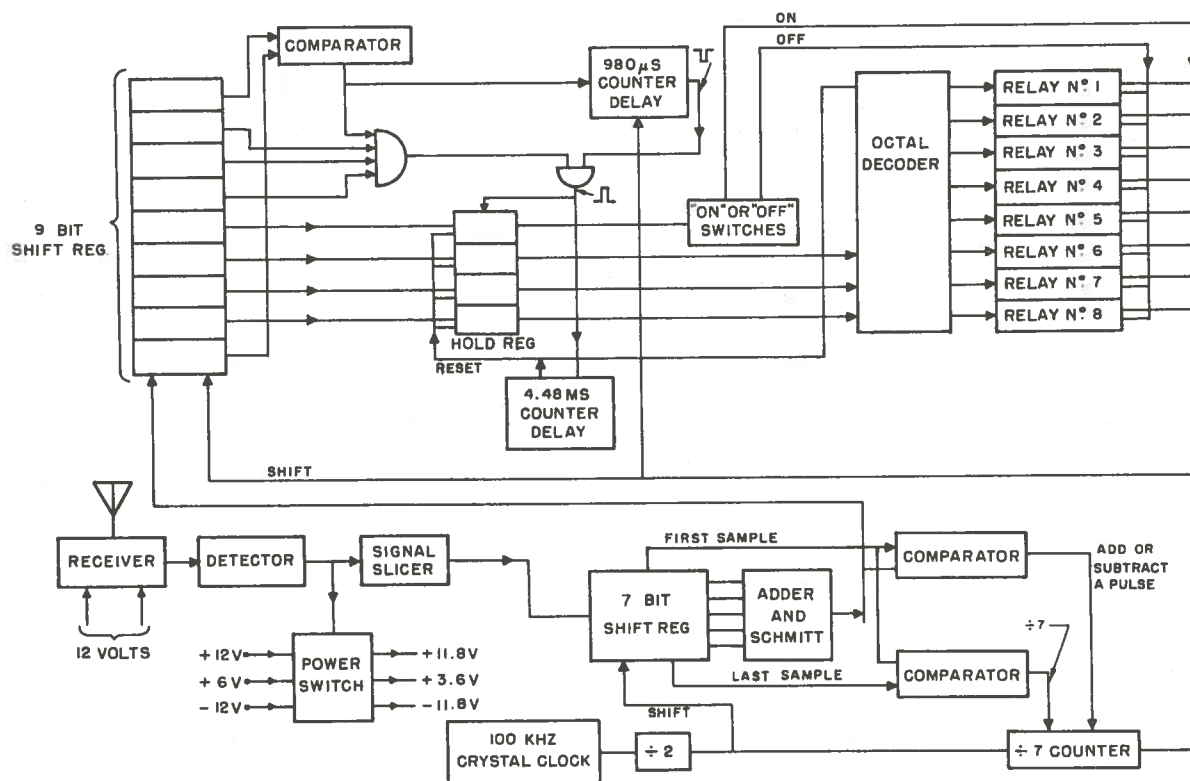 ON
OFF
COMPARATOR
980 µS
COUNTER
DELAY
RELAY Nº. 1
RELAY Nº. 2
RELAY Nº. 3
RELAY Nº. 4
RELAY Nº. 5
RELAY Nº. 6
RELAY Nº. 7
RELAY Nº. 8
OCTAL
DECODER
9 BIT
SHIFT REG.
"ON" OR "OFF"
SWITCHES
HOLD REG
RESET
4.48 MS
COUNTER
DELAY
SHIFT
RECEIVER
12 VOLTS
DETECTOR
SIGNAL
SLICER
FIRST SAMPLE
7 BIT
SHIFT REG
ADDER
AND
SCHMITT
COMPARATOR
ADD OR
SUBTRACT
A PULSE
÷7
LAST SAMPLE
COMPARATOR
+12V
+6V
-12V
POWER
SWITCH
+11.8V
+3.6V
-11.8V
SHIFT
100 KHZ
CRYSTAL CLOCK
÷2
÷7 COUNTER